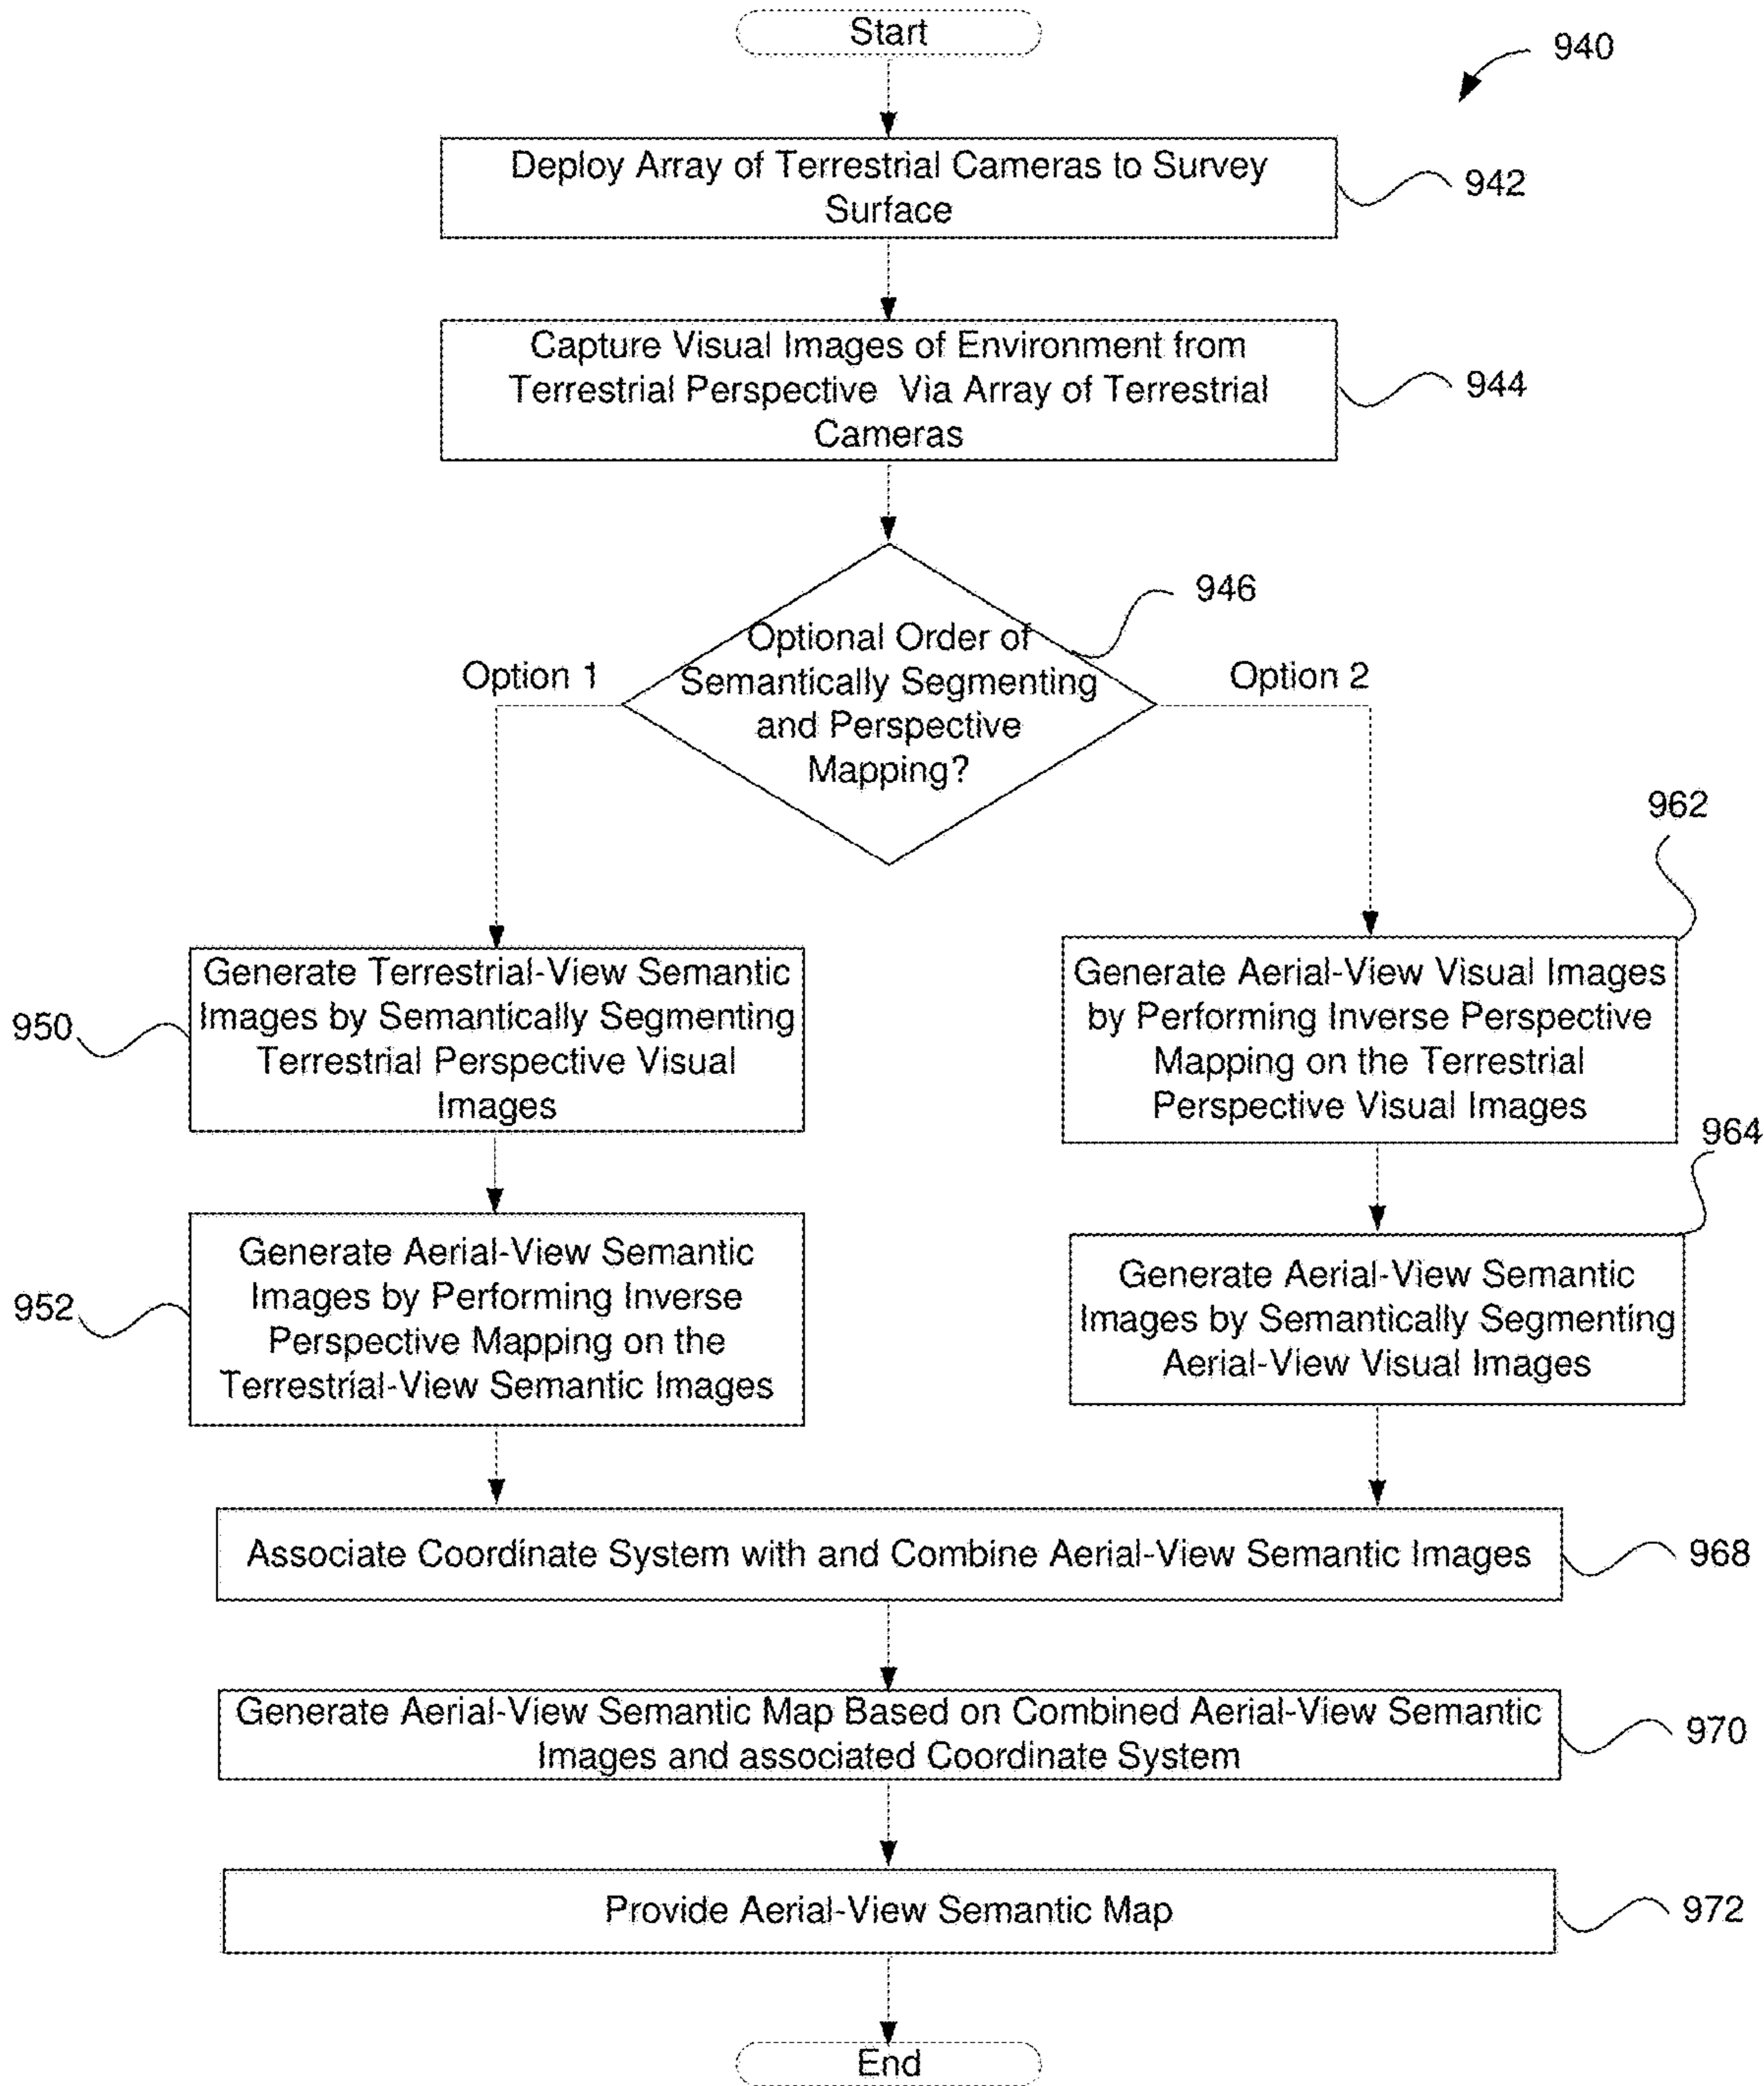 Start
940
Deploy Array of Terrestrial Cameras to Survey
Surface
942
Capture Visual Images of Environment from
Terrestrial Perspective Via Array of Terrestrial
Cameras
944
946
Optional Order of
Semantically Segmenting
and Perspective
Mapping?
Option 1
Option 2
962
Generate Terrestrial-View Semantic
Images by Semantically Segmenting
Terrestrial Perspective Visual
Images
950
Generate Aerial-View Visual Images
by Performing Inverse Perspective
Mapping on the Terrestrial
Perspective Visual Images
964
Generate Aerial-View Semantic
Images by Performing Inverse
Perspective Mapping on the
Terrestrial-View Semantic Images
952
Generate Aerial-View Semantic
Images by Semantically Segmenting
Aerial-View Visual Images
Associate Coordinate System with and Combine Aerial-View Semantic Images
968
Generate Aerial-View Semantic Map Based on Combined Aerial-View Semantic
Images and associated Coordinate System
970
Provide Aerial-View Semantic Map
972
End